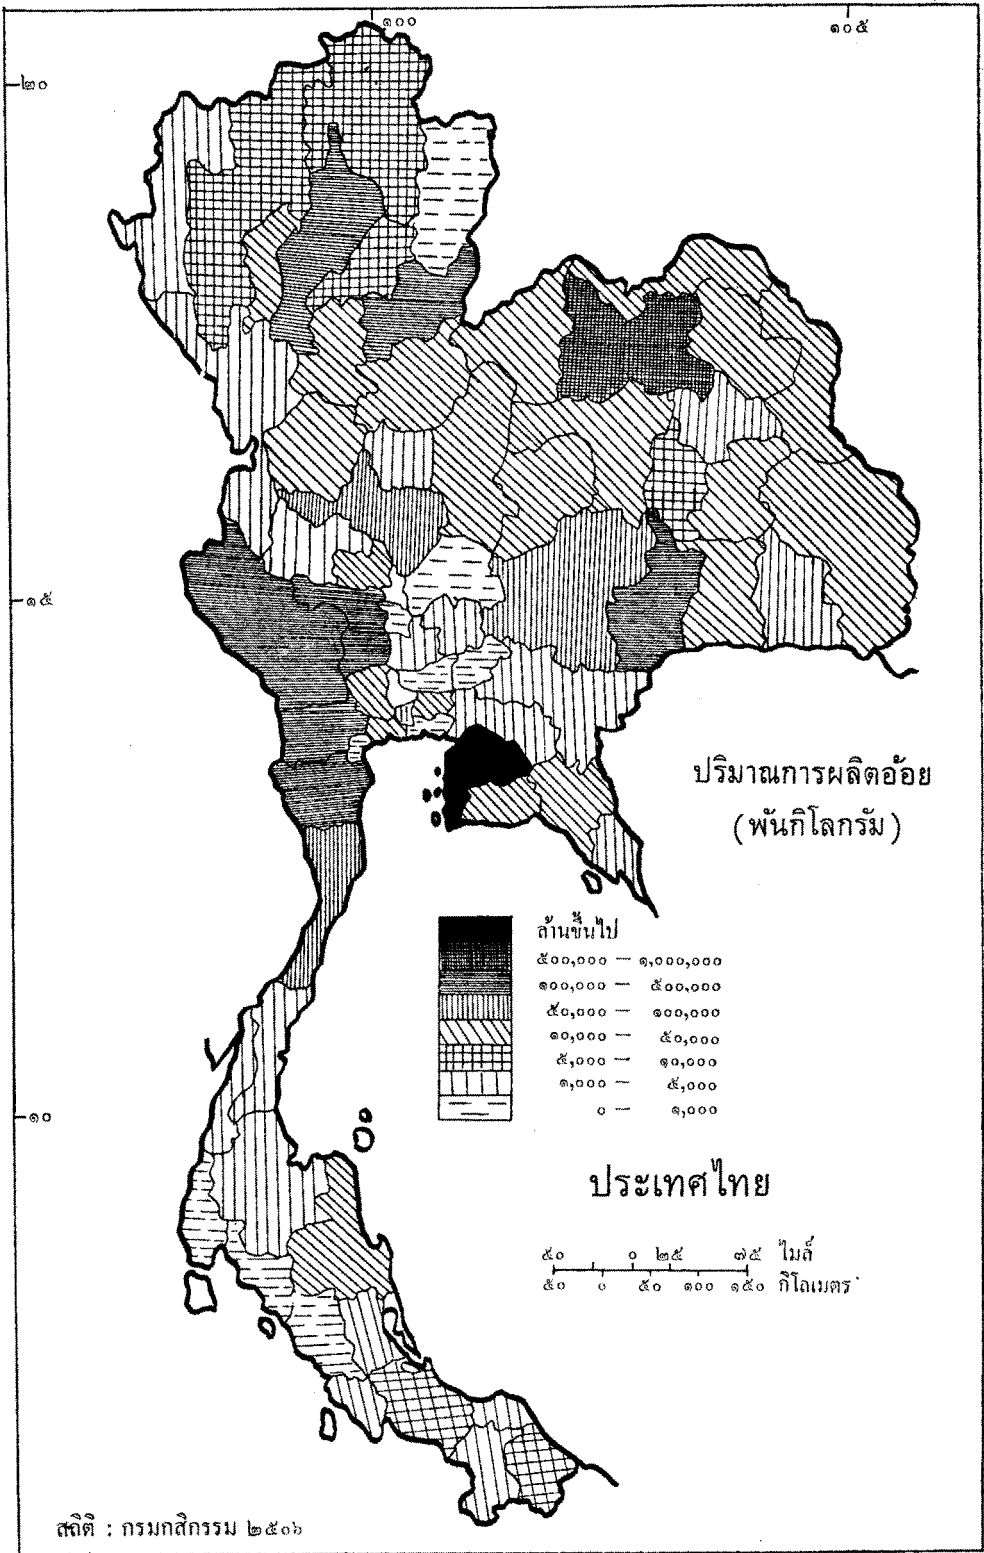 ๑๐๐
๑๐๕
๒๐
๑๕
๑๐
ปริมาณการผลิตอ้อย
(พันกิโลกรัม)
ล้านขึ้นไป
๕๐๐,๐๐๐ — ๑,๐๐๐,๐๐๐
๑๐๐,๐๐๐ — ๕๐๐,๐๐๐
๕๐,๐๐๐ — ๑๐๐,๐๐๐
๑๐,๐๐๐ — ๕๐,๐๐๐
๕,๐๐๐ — ๑๐,๐๐๐
๑,๐๐๐ — ๕,๐๐๐
๐ — ๑,๐๐๐
ประเทศไทย
๕๐ ๐ ๒๕ ๗๕ ไมล์
๕๐ ๐ ๕๐ ๑๐๐ ๑๕๐ กิโลเมตร
สถิติ : กรมกสิกรรม ๒๕๐๖